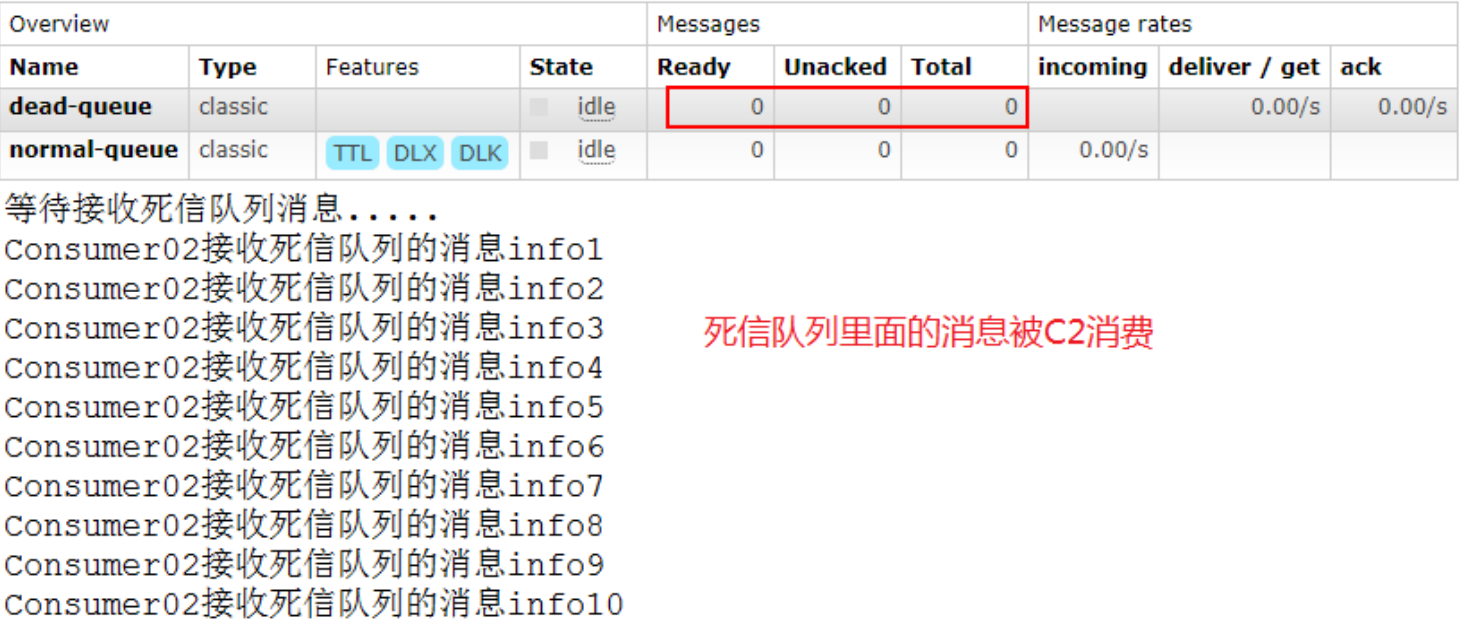 Overview Messages Message rates
Name Type Features State Ready Unacked Total incoming deliver / get ack
dead-queue classic idle 0 0 0 0.00/s 0.00/s
normal-queue classic TTL DLX DLK idle 0 0 0 0.00/s
等待接收死信队列消息.....
Consumer02接收死信队列的消息info1
Consumer02接收死信队列的消息info2
Consumer02接收死信队列的消息info3
死信队列里面的消息被C2消费
Consumer02接收死信队列的消息info4
Consumer02接收死信队列的消息info5
Consumer02接收死信队列的消息info6
Consumer02接收死信队列的消息info7
Consumer02接收死信队列的消息info8
Consumer02接收死信队列的消息info9
Consumer02接收死信队列的消息info10